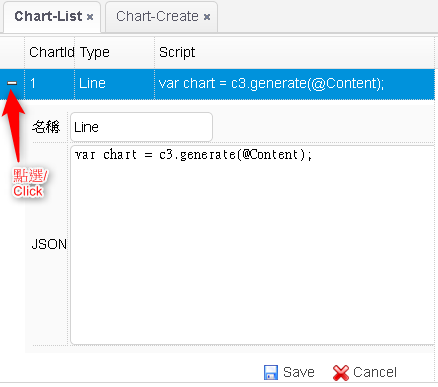 Chart-List × Chart-Create ×
ChartId Type Script
1 Line var chart = c3.generate(@Content);
名稱 Line
var chart = c3.generate(@Content);
點選/
Click
JSON
Save Cancel